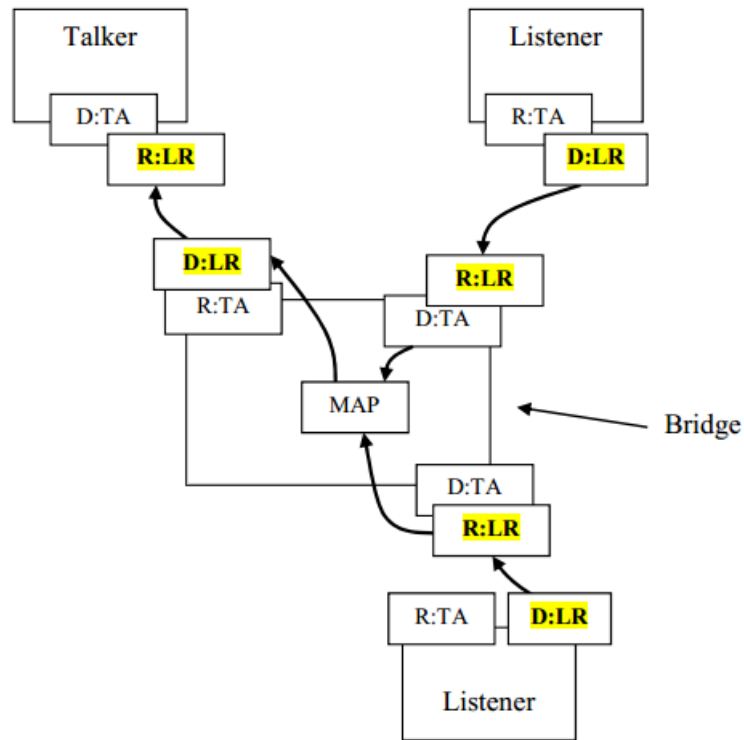 Talker
Listener
D:TA
R:TA
R:LR
D:LR
D:LR
R:LR
R:TA
D:TA
MAP
Bridge
D:TA
R:LR
R:TA
D:LR
Listener